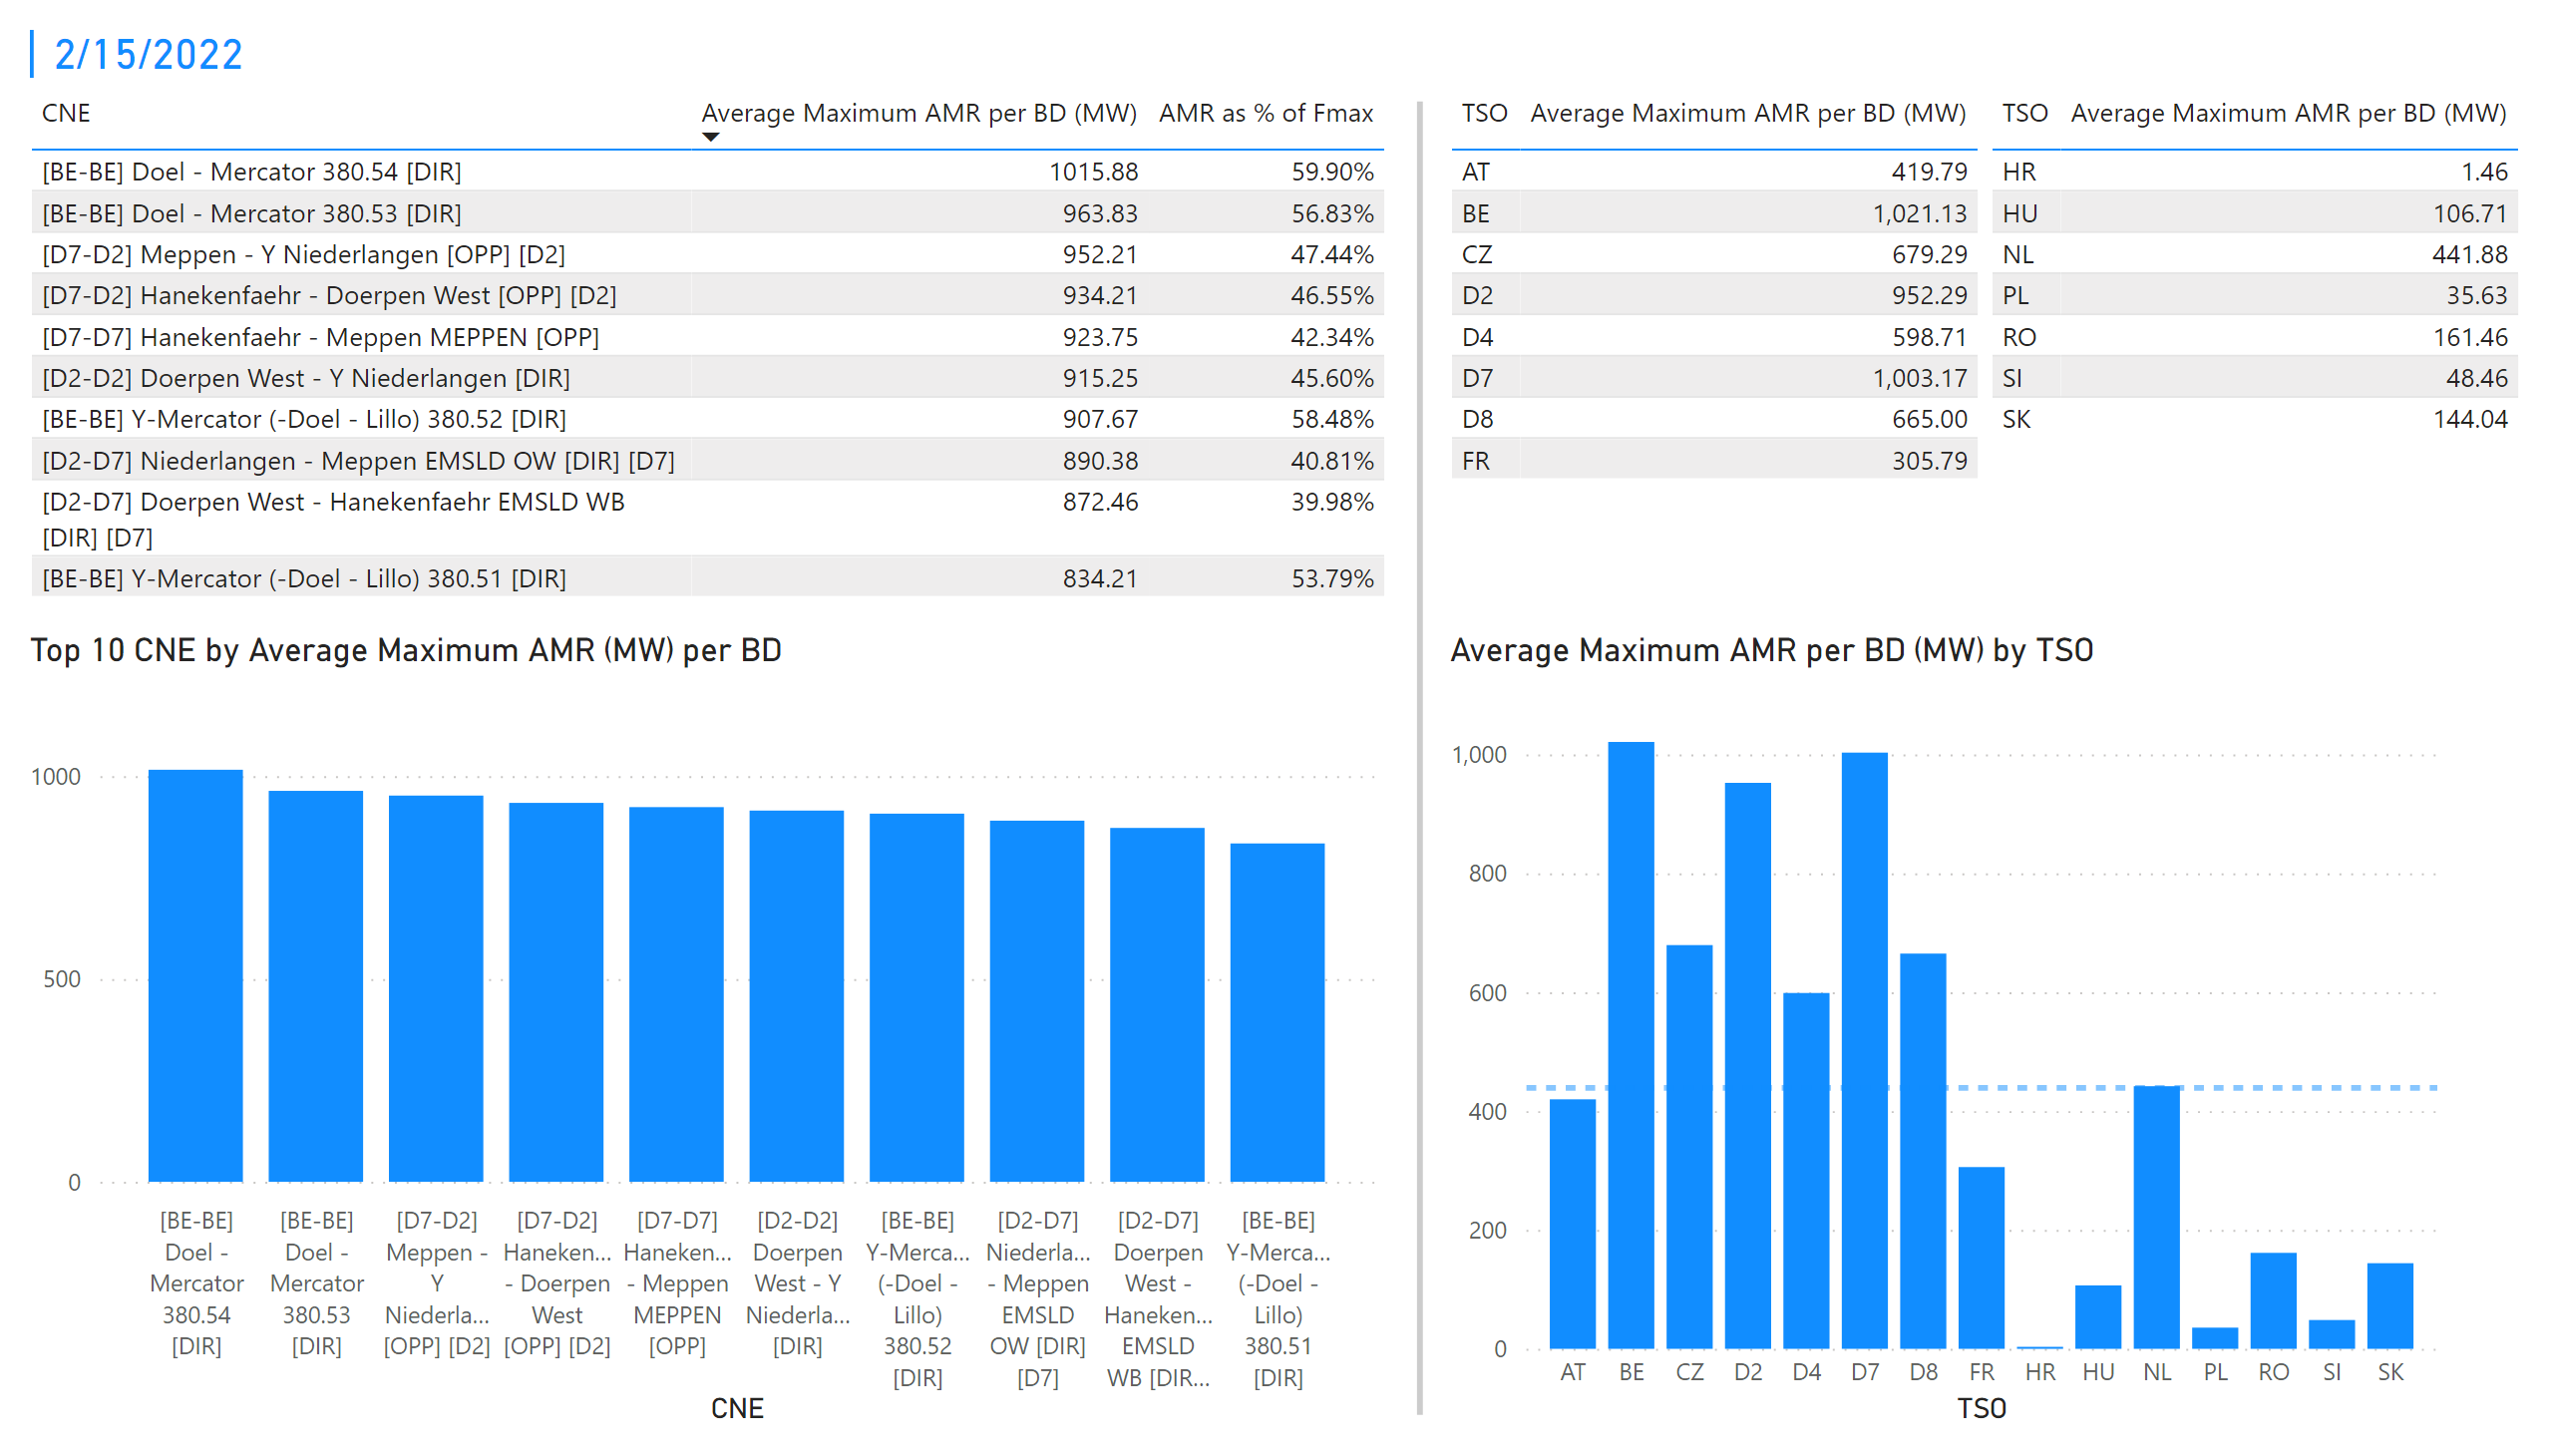 2/15/2022
CNE Average Maximum AMR per BD (MW) AMR as % of Fmax
[BE-BE] Doel - Mercator 380.54 [DIR] 1015.88 59.90%
[BE-BE] Doel - Mercator 380.53 [DIR] 963.83 56.83%
[D7-D2] Meppen - Y Niederlangen [OPP] [D2] 952.21 47.44%
[D7-D2] Hanekenfaehr - Doerpen West [OPP] [D2] 934.21 46.55%
[D7-D7] Hanekenfaehr - Meppen MEPPEN [OPP] 923.75 42.34%
[D2-D2] Doerpen West - Y Niederlangen [DIR] 915.25 45.60%
[BE-BE] Y-Mercator (-Doel - Lillo) 380.52 [DIR] 907.67 58.48%
[D2-D7] Niederlangen - Meppen EMSLD OW [DIR] [D7] 890.38 40.81%
[D2-D7] Doerpen West - Hanekenfaehr EMSLD WB 872.46 39.98%
[DIR] [D7]
[BE-BE] Y-Mercator (-Doel - Lillo) 380.51 [DIR] 834.21 53.79%
TSO Average Maximum AMR per BD (MW)
AT 419.79
BE 1,021.13
CZ 679.29
D2 952.29
D4 598.71
D7 1,003.17
D8 665.00
FR 305.79
TSO Average Maximum AMR per BD (MW)
HR 1.46
HU 106.71
NL 441.88
PL 35.63
RO 161.46
SI 48.46
SK 144.04
Top 10 CNE by Average Maximum AMR (MW) per BD
1000
500
0
[BE-BE] [BE-BE] [D7-D2] [D7-D2] [D7-D7] [D2-D2] [BE-BE] [D2-D7] [D2-D7] [BE-BE]
Doel - Doel - Meppen - Haneken... Haneken... Doerpen Y-Merca... Niederla... Doerpen Y-Merca...
Mercator Mercator Y - Doerpen - Meppen West - Y (-Doel - - Meppen West - (-Doel -
380.54 380.53 Niederla... West MEPPEN Niederla... Lillo) EMSLD Haneken... Lillo)
[DIR] [DIR] [OPP] [D2] [OPP] [D2] [OPP] [DIR] 380.52 OW [DIR] EMSLD 380.51
[DIR] [D7] WB [DIR... [DIR]
CNE
Average Maximum AMR per BD (MW) by TSO
1,000
800
600
400
200
0
AT BE CZ D2 D4 D7 D8 FR HR HU NL PL RO SI SK
TSO